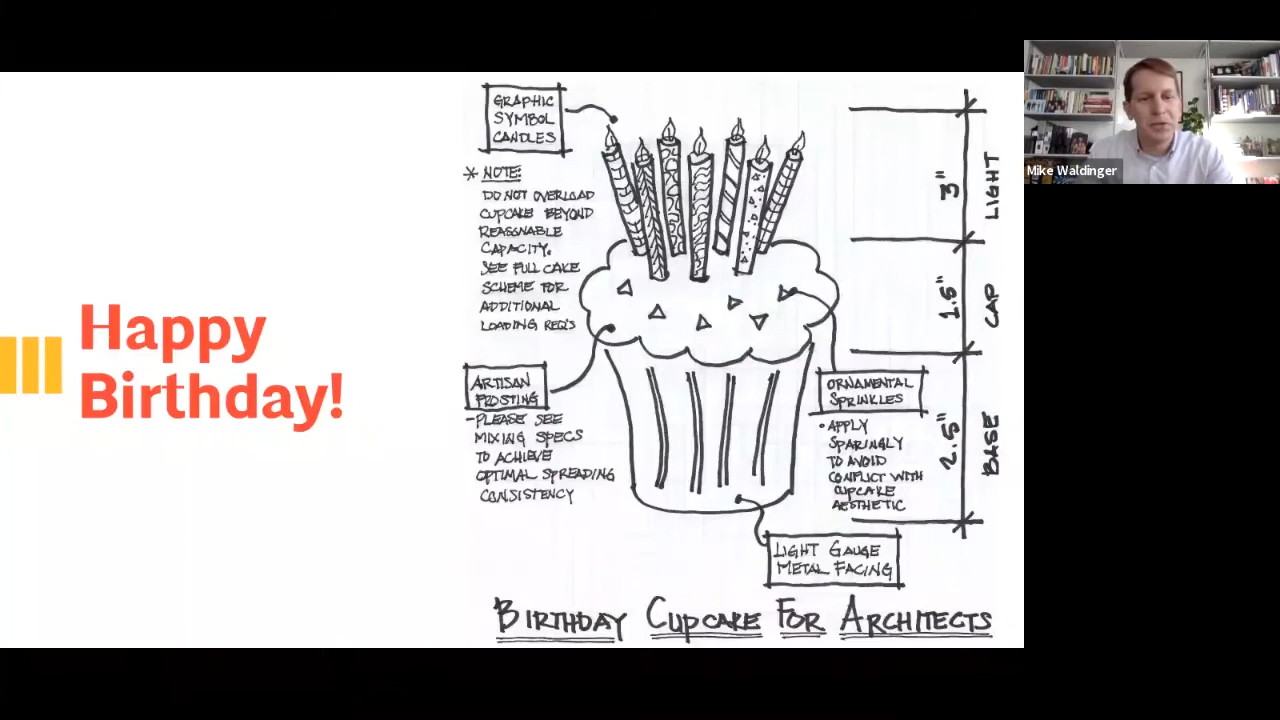 Happy
Birthday!
GRAPHIC
SYMBOL
CANDLES
* NOTE:
DO NOT OVERLOAD
CUPCAKE BEYOND
REASONABLE
CAPACITY.
SEE FULL CAKE
SCHEME FOR
ADDITIONAL
LOADING REQ'S
ARTISAN
FROSTING
- PLEASE SEE
MIXING SPECS
TO ACHIEVE
OPTIMAL SPREADING
CONSISTENCY
ORNAMENTAL
SPRINKLES
• APPLY
SPARINGLY
TO AVOID
CONFLICT WITH
CUPCAKE
AESTHETIC
LIGHT GAUGE
METAL FACING
3" LIGHT
1.5" CAP
2.5" BASE
BIRTHDAY CUPCAKE FOR ARCHITECTS
Mike Waldinger